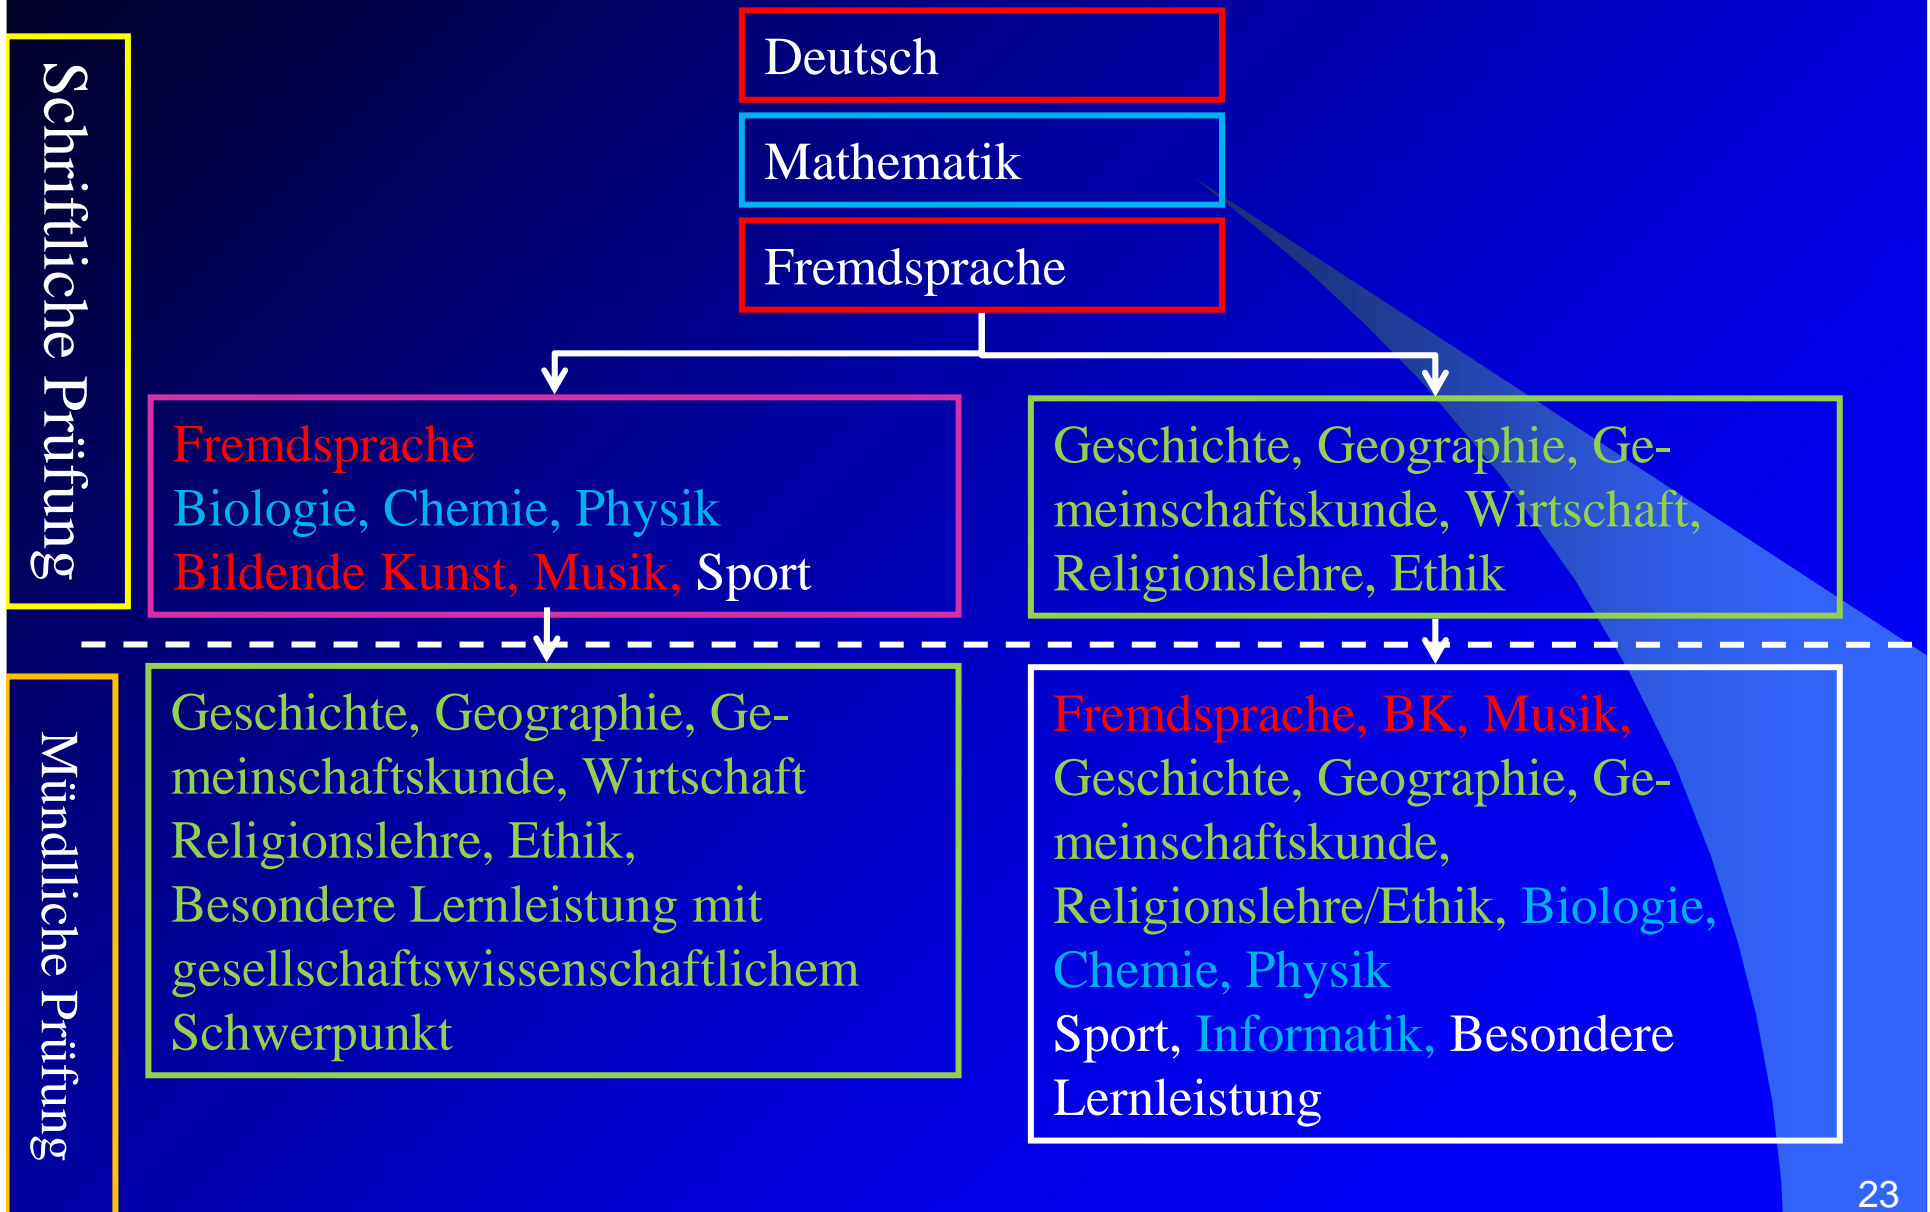 Schriftliche Prüfung
Deutsch
Mathematik
Fremdsprache
Fremdsprache
Biologie, Chemie, Physik
Bildende Kunst, Musik, Sport
Geschichte, Geographie, Ge-
meinschaftskunde, Wirtschaft,
Religionslehre, Ethik
Mündlliche Prüfung
Geschichte, Geographie, Ge-
meinschaftskunde, Wirtschaft
Religionslehre, Ethik,
Besondere Lernleistung mit
gesellschaftswissenschaftlichem
Schwerpunkt
Fremdsprache, BK, Musik,
Geschichte, Geographie, Ge-
meinschaftskunde,
Religionslehre/Ethik, Biologie,
Chemie, Physik
Sport, Informatik, Besondere
Lernleistung
23